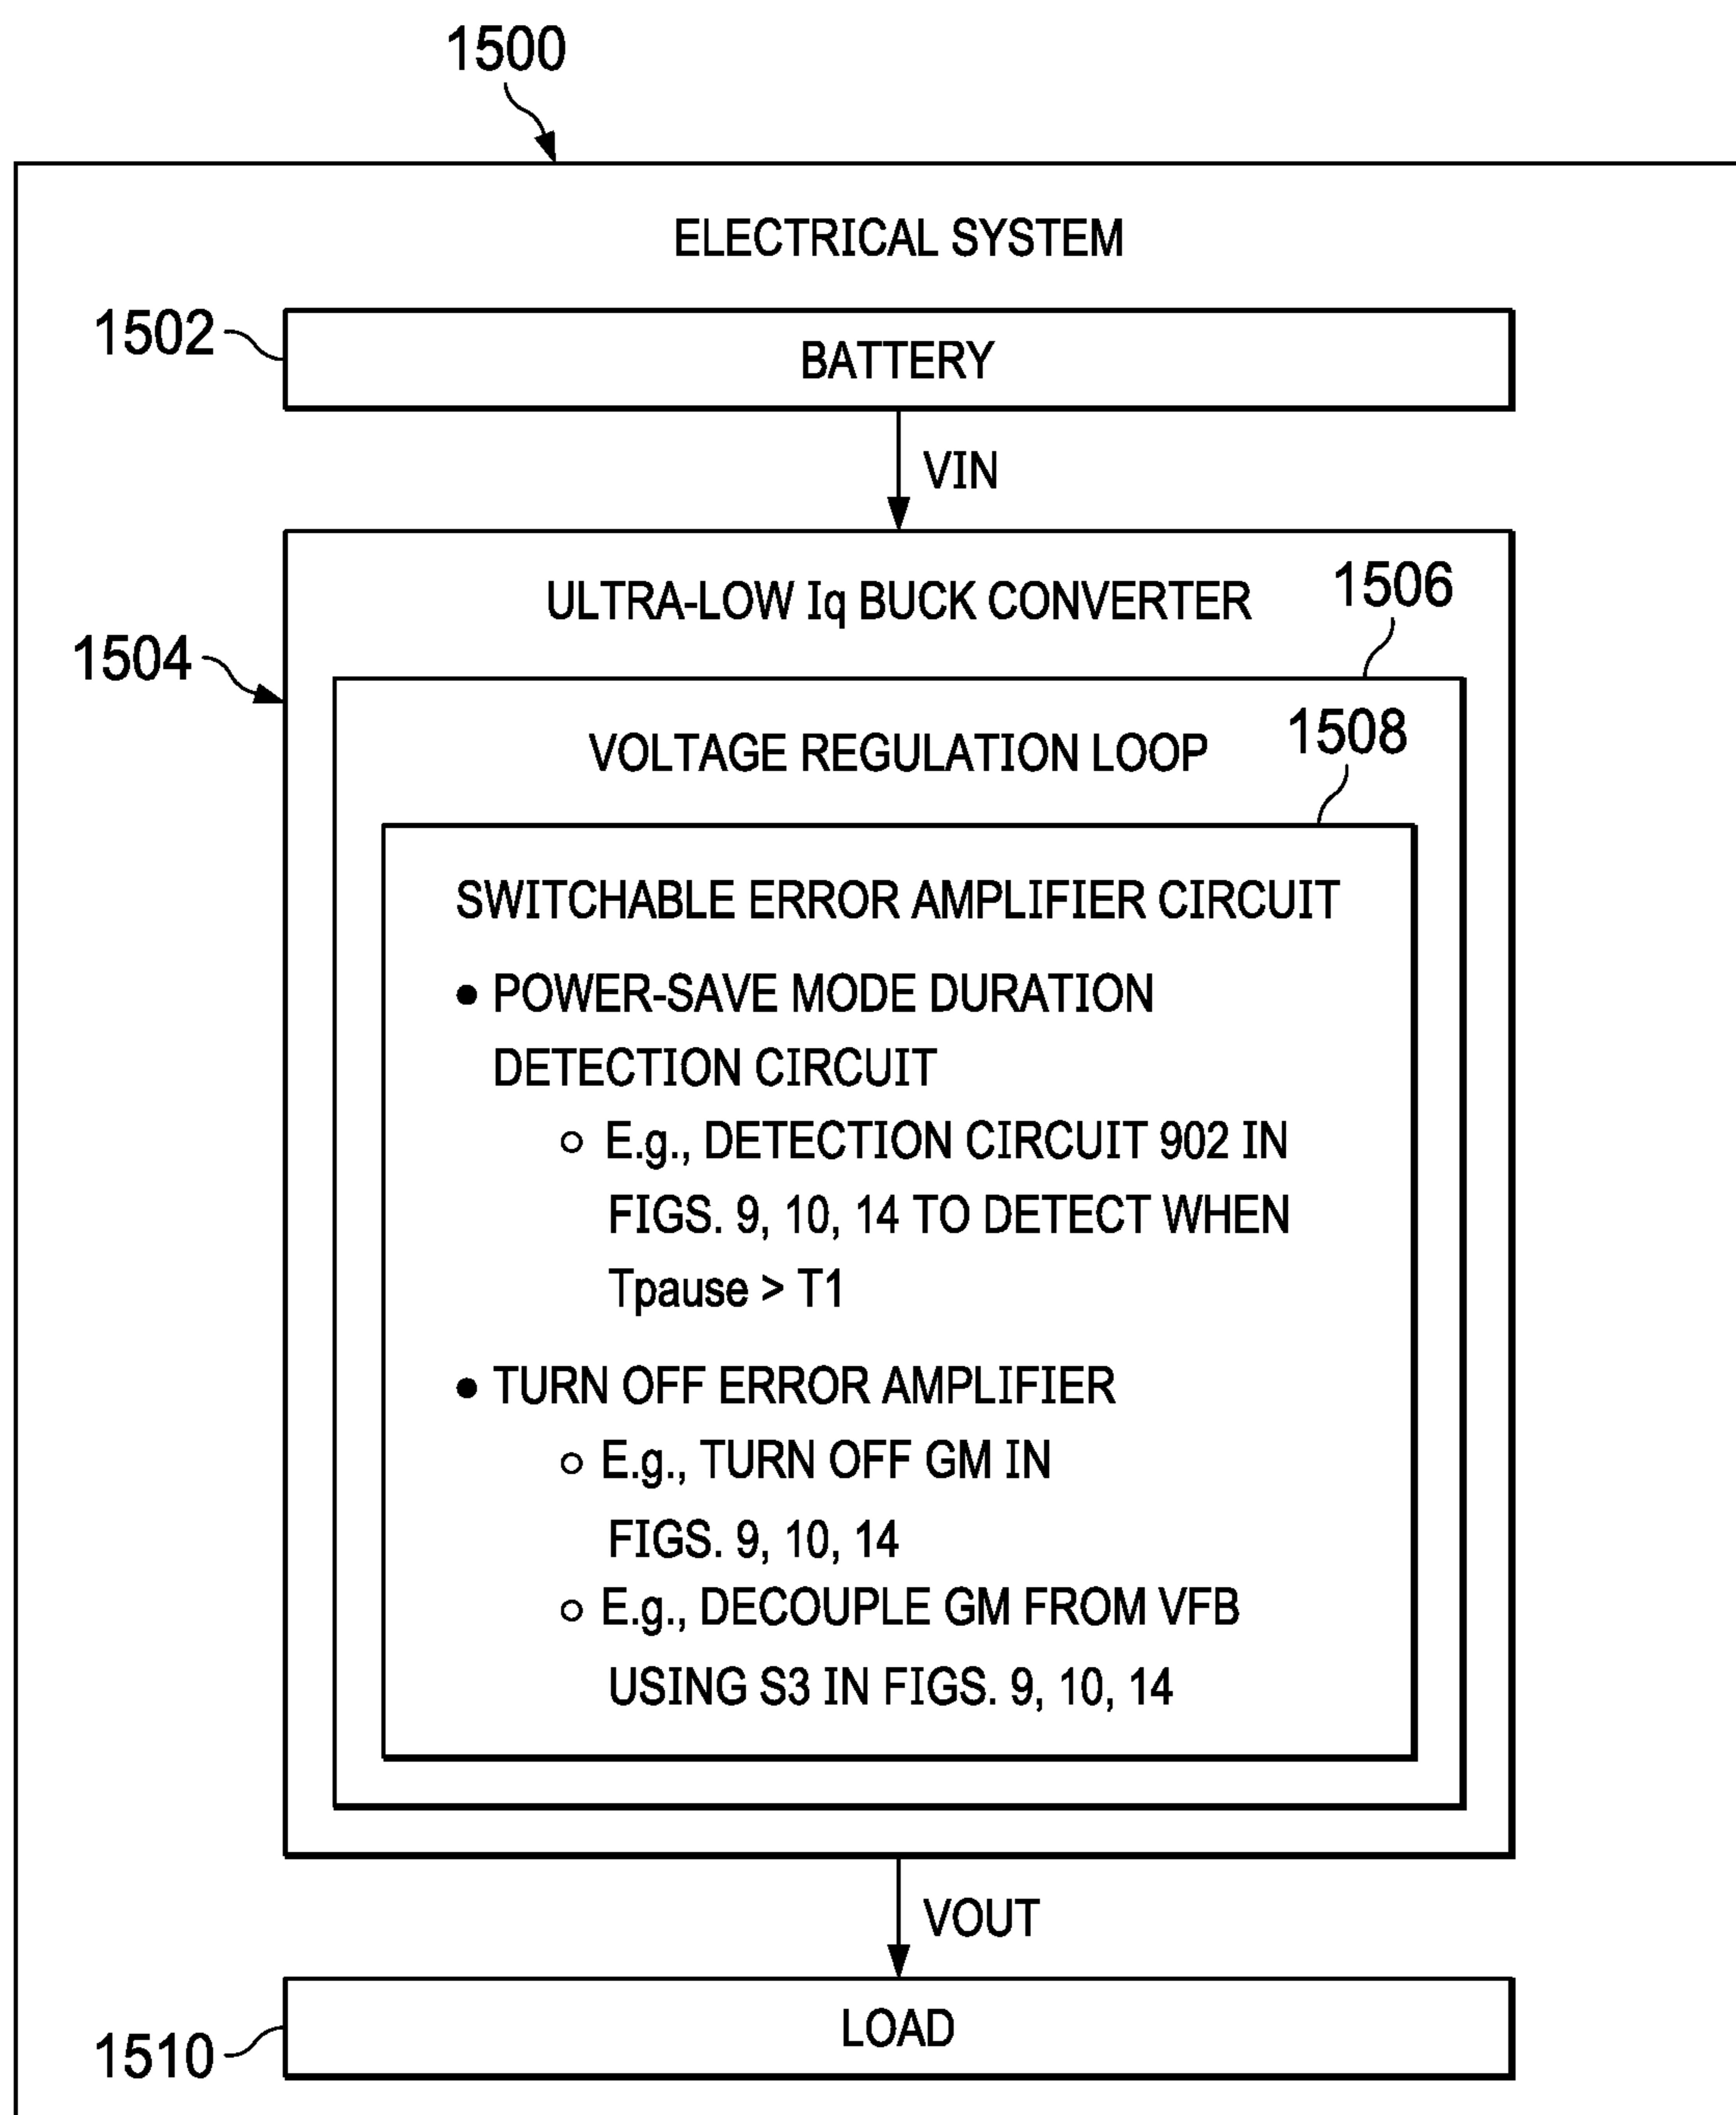 1500
ELECTRICAL SYSTEM
1502
BATTERY
VIN
ULTRA-LOW Iq BUCK CONVERTER
1506
1504
VOLTAGE REGULATION LOOP
1508
SWITCHABLE ERROR AMPLIFIER CIRCUIT
● POWER-SAVE MODE DURATION
DETECTION CIRCUIT
○ E.g., DETECTION CIRCUIT 902 IN
FIGS. 9, 10, 14 TO DETECT WHEN
Tpause > T1
● TURN OFF ERROR AMPLIFIER
○ E.g., TURN OFF GM IN
FIGS. 9, 10, 14
○ E.g., DECOUPLE GM FROM VFB
USING S3 IN FIGS. 9, 10, 14
VOUT
LOAD
1510